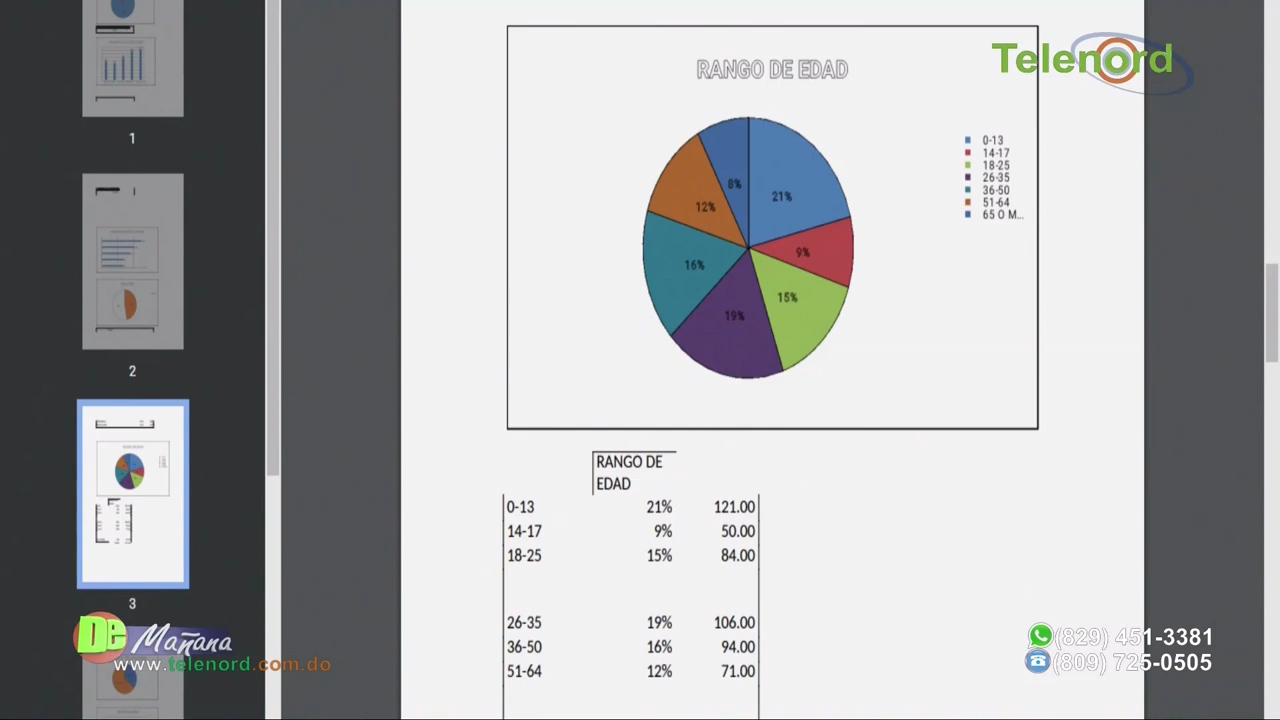 Telenord
RANGO DE EDAD
0-13
14-17
18-25
26-35
36-50
51-64
65 O M...
21%
9%
15%
19%
16%
12%
8%
RANGO DE
EDAD
0-13 21% 121.00
14-17 9% 50.00
18-25 15% 84.00
26-35 19% 106.00
36-50 16% 94.00
51-64 12% 71.00
1
2
3
De Mañana
www.telenord.com.do
(829) 451-3381
(809) 725-0505